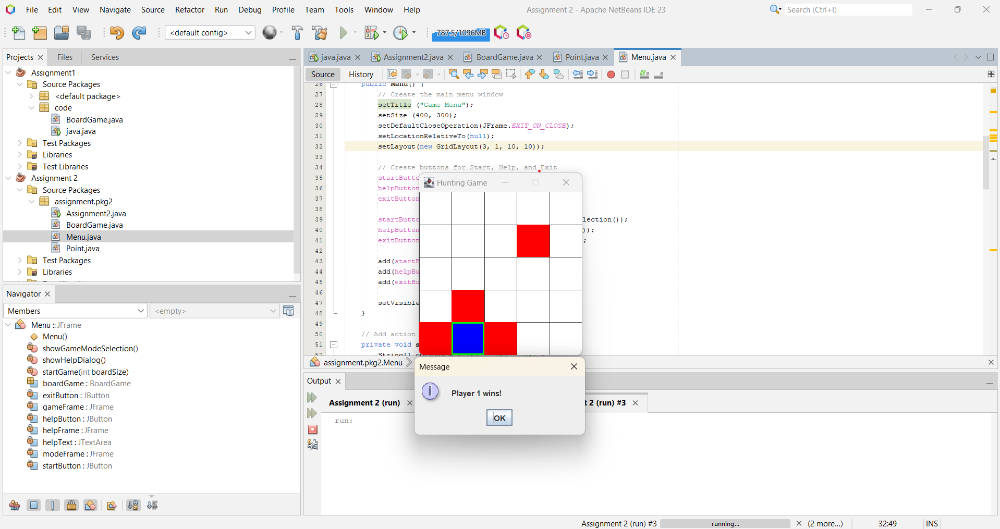 File Edit View Navigate Source Refactor Run Debug Profile Team Tools Window Help
Assignment 2 - Apache NetBeans IDE 23
Search (Ctrl+I)
<default config>
787.5/1096MB
Projects Files Services
Assignment1
Source Packages
<default package>
code
BoardGame.java
java.java
Test Packages
Libraries
Test Libraries
Assignment 2
Source Packages
assignment.pkg2
Assignment2.java
BoardGame.java
Menu.java
Point.java
Test Packages
Libraries
Navigator
Members
<empty>
Menu :: JFrame
Menu()
showGameModeSelection()
showHelpDialog()
startGame(int boardSize)
boardGame : BoardGame
exitButton : JButton
gameFrame : JFrame
helpButton : JButton
helpFrame : JFrame
helpText : JTextArea
modeFrame : JFrame
startButton : JButton
java.java Assignment2.java BoardGame.java Point.java Menu.java
Source History
26 public Menu() {
27 // Create the main menu window
28 setTitle ("Game Menu");
29 setSize (400, 300);
30 setDefaultCloseOperation(JFrame.EXIT_ON_CLOSE);
31 setLocationRelativeTo(null);
32 setLayout(new GridLayout(3, 1, 10, 10));
33
34 // Create buttons for Start, Help, and Exit
35 startButto
36 helpButton
37 exitButton
38
39 startButto lection());
40 helpButton ));
41 exitButton ;
42
43 add(startB
44 add(helpBu
45 add(exitBu
46
47 setVisible
48 }
49
50 // Add action
51 private void s
52 String[]
Hunting Game
assignment.pkg2.Menu
Message
Player 1 wins!
OK
Output
Assignment 2 (run) t 2 (run) #3
run:
Assignment 2 (run) #3 running... (2 more...) 32:49 INS